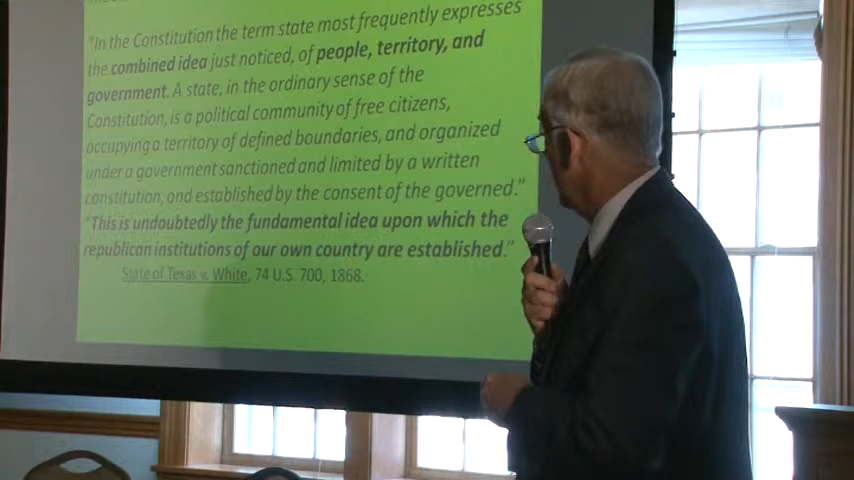 "In the Constitution the term state most frequently expresses
the combined idea just noticed, of people, territory, and
government. A state, in the ordinary sense of the
Constitution, is a political community of free citizens,
occupying a territory of defined boundaries, and organized
under a government sanctioned and limited by a written
constitution, and established by the consent of the governed."
"This is undoubtedly the fundamental idea upon which the
republican institutions of our own country are established."
State of Texas v. White, 74 U.S. 700, 1868.